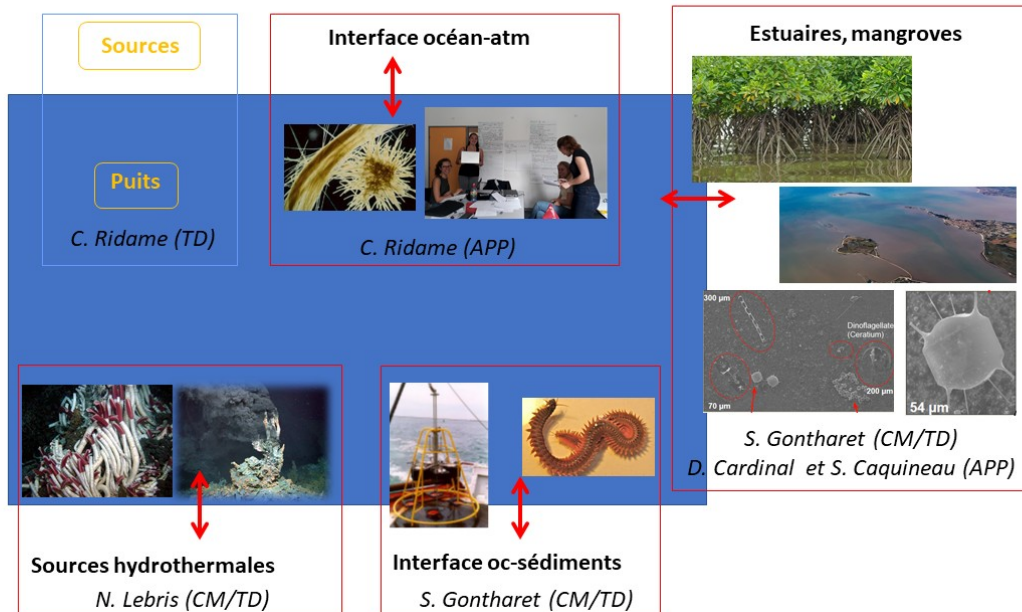 Sources
Puits
C. Ridame (TD)
Interface océan-atm
C. Ridame (APP)
Estuaires, mangroves
300 µm
Dinoflagellate
(Ceratium)
70 µm
200 µm
54 µm
S. Gontharet (CM/TD)
D. Cardinal et S. Caquineau (APP)
Sources hydrothermales
N. Lebris (CM/TD)
Interface oc-sédiments
S. Gontharet (CM/TD)